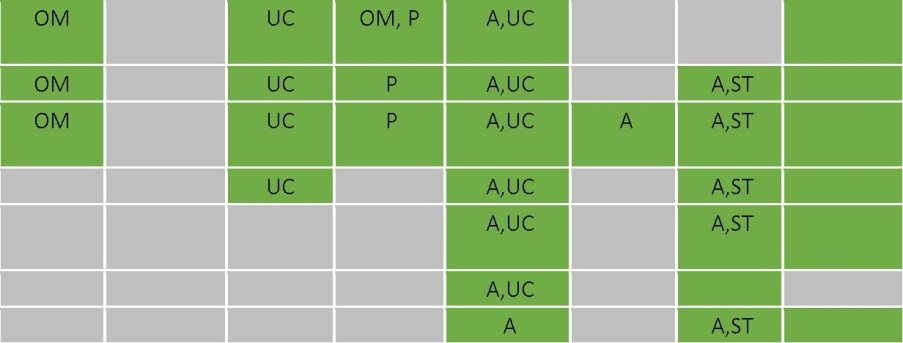 OM UC OM, P A,UC
OM UC P A,UC A,ST
OM UC P A,UC A A,ST
UC A,UC A,ST
A,UC A,ST
A,UC
A A,ST